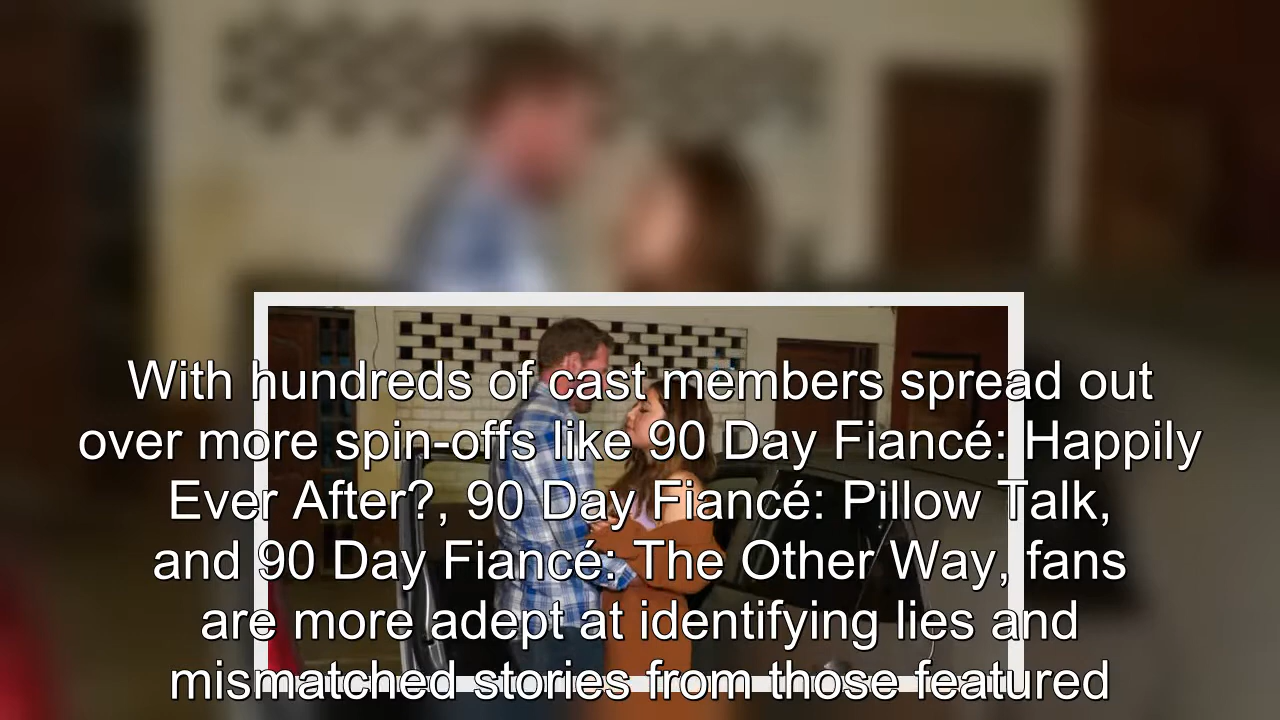 With hundreds of cast members spread out
over more spin-offs like 90 Day Fiancé: Happily
Ever After?, 90 Day Fiancé: Pillow Talk,
and 90 Day Fiancé: The Other Way, fans
are more adept at identifying lies and
mismatched stories from those featured